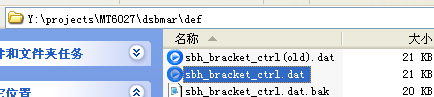 Y:\projects\MT6027\dsbmar\def
名称 大小
件和文件夹任务
sbh_bracket_ctrl(old).dat 21 KB
sbh_bracket_ctrl.dat 21 KB
sbh_bracket_ctrl.dat.bak 20 KB
位置